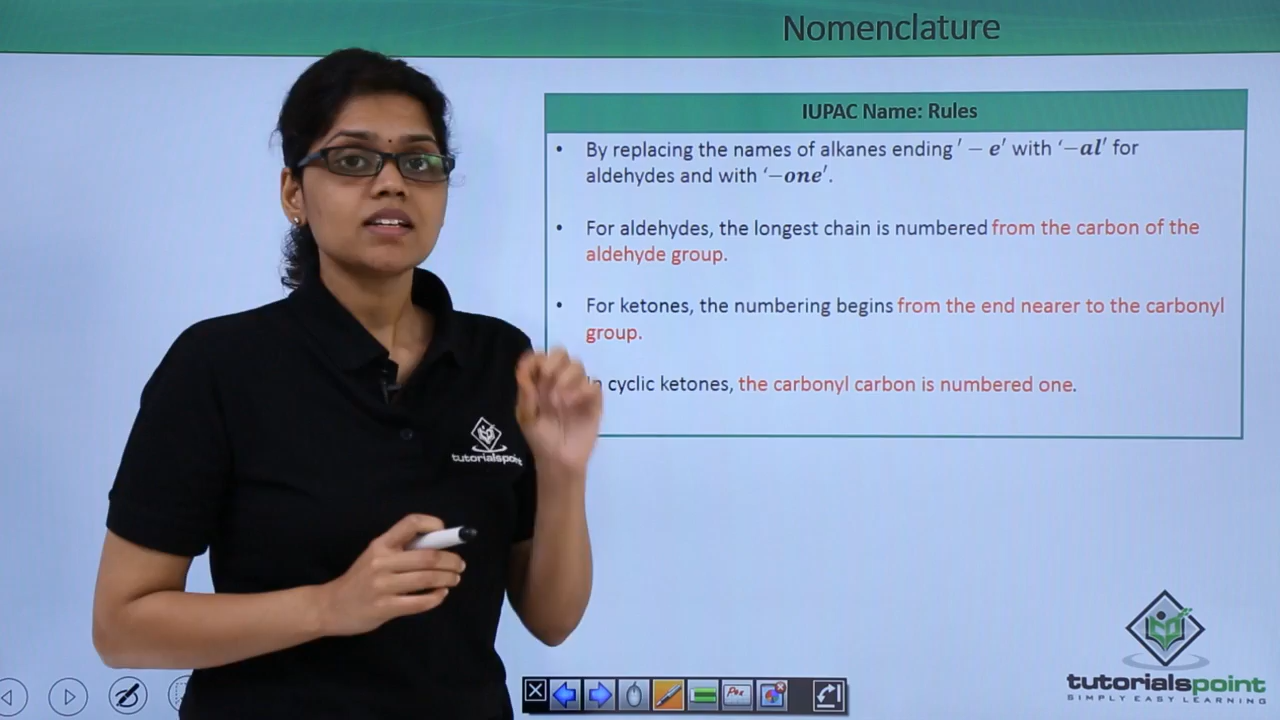 Nomenclature
IUPAC Name: Rules
• By replacing the names of alkanes ending ' – e' with '–al' for
aldehydes and with '–one'.
• For aldehydes, the longest chain is numbered from the carbon of the
aldehyde group.
• For ketones, the numbering begins from the end nearer to the carbonyl
group.
cyclic ketones, the carbonyl carbon is numbered one.
tutorialspoint
tutorialspoint
SIMPLY EASY LEARNING